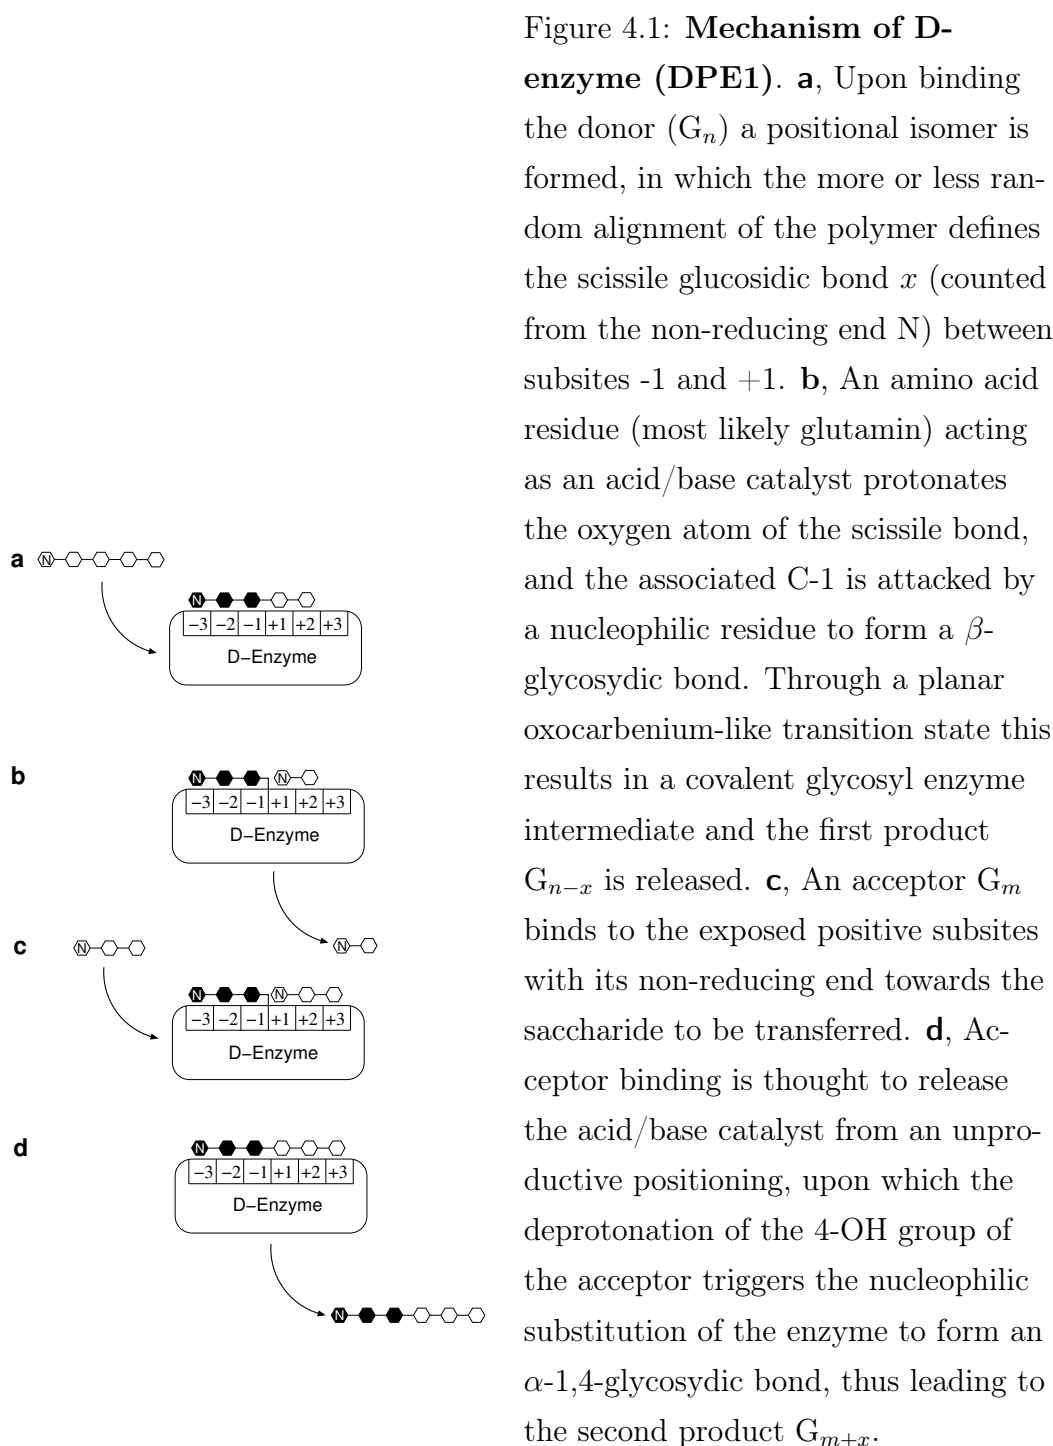 Figure 4.1: Mechanism of D-
enzyme (DPE1). a, Upon binding
the donor (Gn) a positional isomer is
formed, in which the more or less ran-
dom alignment of the polymer defines
the scissile glucosidic bond x (counted
from the non-reducing end N) between
subsites -1 and +1. b, An amino acid
residue (most likely glutamin) acting
as an acid/base catalyst protonates
the oxygen atom of the scissile bond,
and the associated C-1 is attacked by
a nucleophilic residue to form a β-
glycosydic bond. Through a planar
oxocarbenium-like transition state this
results in a covalent glycosyl enzyme
intermediate and the first product
Gn−x is released. c, An acceptor Gm
binds to the exposed positive subsites
with its non-reducing end towards the
saccharide to be transferred. d, Ac-
ceptor binding is thought to release
the acid/base catalyst from an unpro-
ductive positioning, upon which the
deprotonation of the 4-OH group of
the acceptor triggers the nucleophilic
substitution of the enzyme to form an
α-1,4-glycosydic bond, thus leading to
the second product Gm+x.
a
N
N
−3 −2 −1 +1 +2 +3
D−Enzyme
b
N N
−3 −2 −1 +1 +2 +3
D−Enzyme
N
c
N
N N
−3 −2 −1 +1 +2 +3
D−Enzyme
d
N
−3 −2 −1 +1 +2 +3
D−Enzyme
N